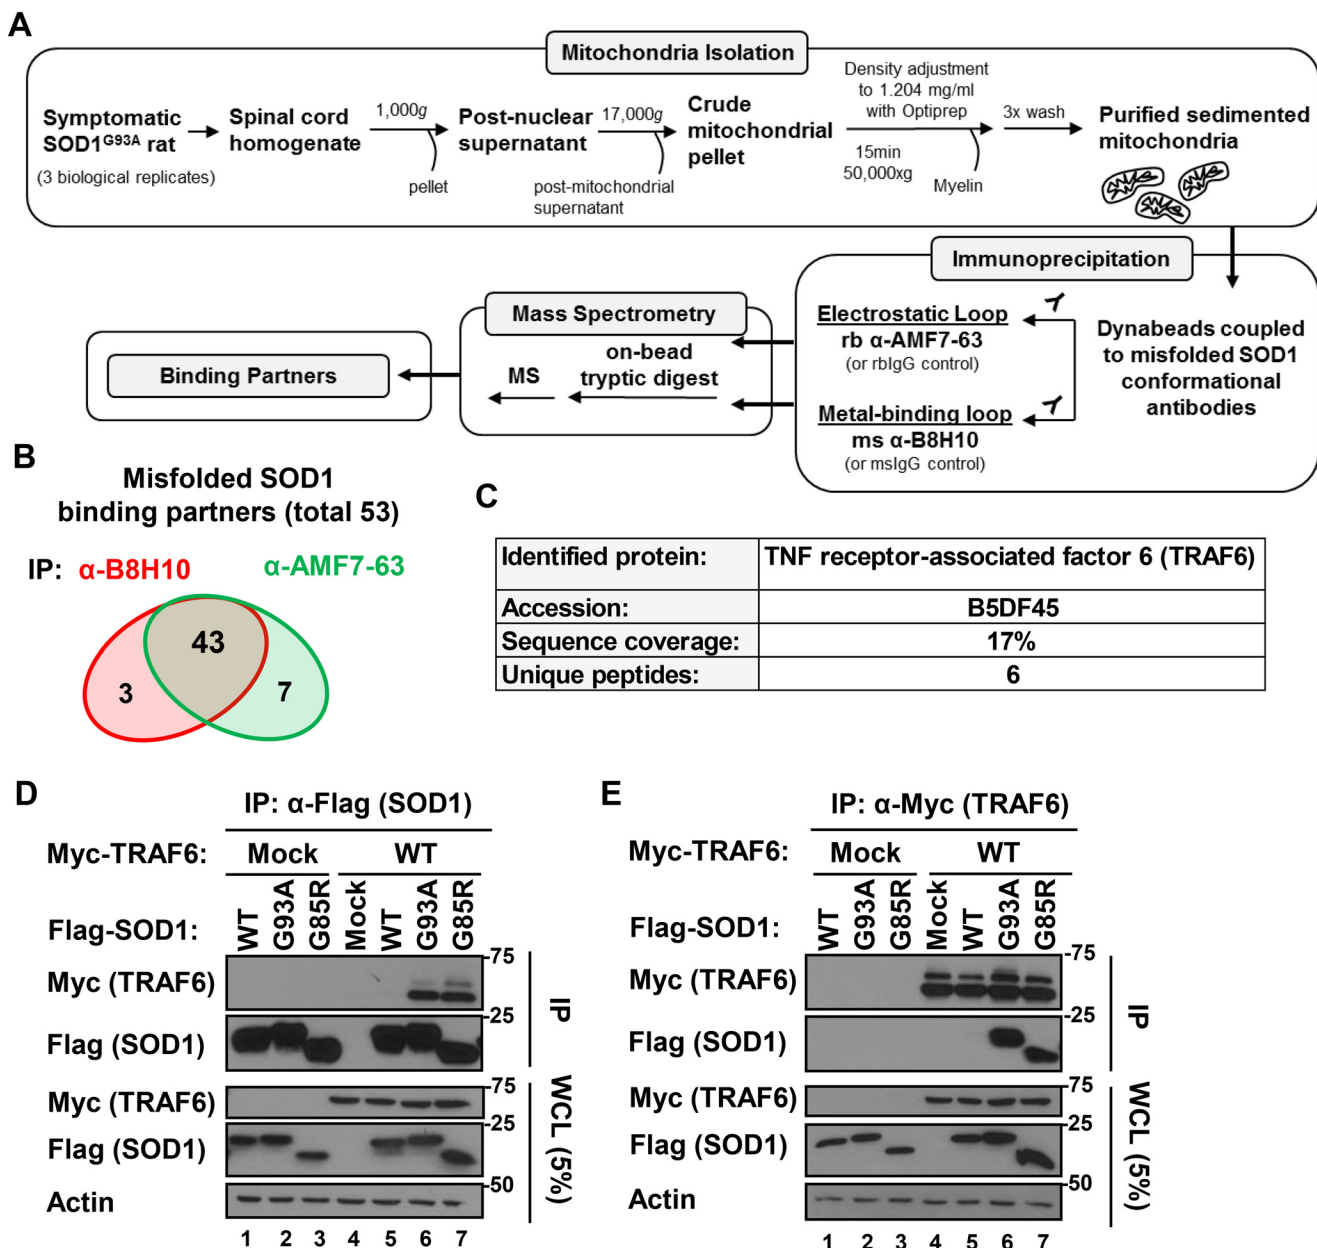 A
Mitochondria Isolation
Symptomatic
SOD1G93A rat
(3 biological replicates)
Spinal cord
homogenate
1,000g
pellet
Post-nuclear
supernatant
17,000g
post-mitochondrial
supernatant
Crude
mitochondrial
pellet
Density adjustment
to 1.204 mg/ml
with Optiprep
15min
50,000xg
Myelin
3x wash
Purified sedimented
mitochondria
Immunoprecipitation
Dynabeads coupled
to misfolded SOD1
conformational
antibodies
Electrostatic Loop
rb α-AMF7-63
(or rbIgG control)
Metal-binding loop
ms α-B8H10
(or msIgG control)
Mass Spectrometry
on-bead
tryptic digest
MS
Binding Partners
B
Misfolded SOD1
binding partners (total 53)
IP: α-B8H10 α-AMF7-63
3 43 7
C
Identified protein: TNF receptor-associated factor 6 (TRAF6)
Accession: B5DF45
Sequence coverage: 17%
Unique peptides: 6
D
IP: α-Flag (SOD1)
Myc-TRAF6: Mock WT
Flag-SOD1: WT G93A G85R Mock WT G93A G85R
Myc (TRAF6) -75
Flag (SOD1) -25
IP
Myc (TRAF6) -75
Flag (SOD1) -25
Actin -50
WCL (5%)
1 2 3 4 5 6 7
E
IP: α-Myc (TRAF6)
Myc-TRAF6: Mock WT
Flag-SOD1: WT G93A G85R Mock WT G93A G85R
Myc (TRAF6) -75
Flag (SOD1) -25
IP
Myc (TRAF6) -75
Flag (SOD1) -25
Actin -50
WCL (5%)
1 2 3 4 5 6 7